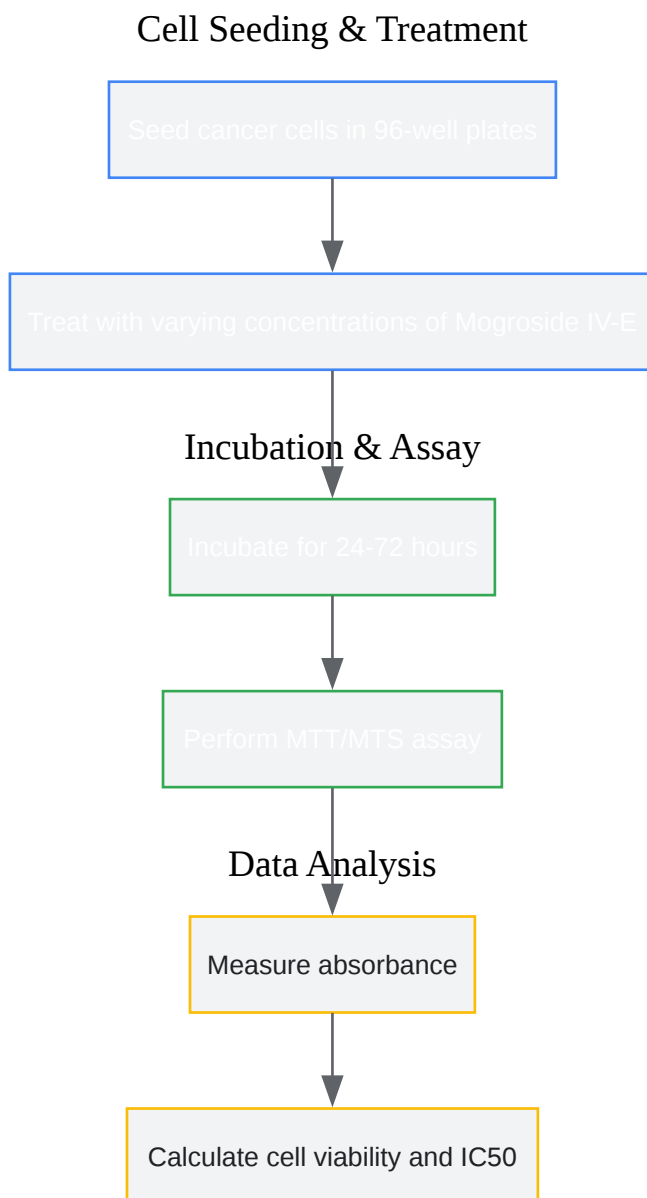 Cell Seeding & Treatment
Seed cancer cells in 96-well plates
Treat with varying concentrations of Mogroside IV-E
Incubation & Assay
Incubate for 24-72 hours
Perform MTT/MTS assay
Data Analysis
Measure absorbance
Calculate cell viability and IC50